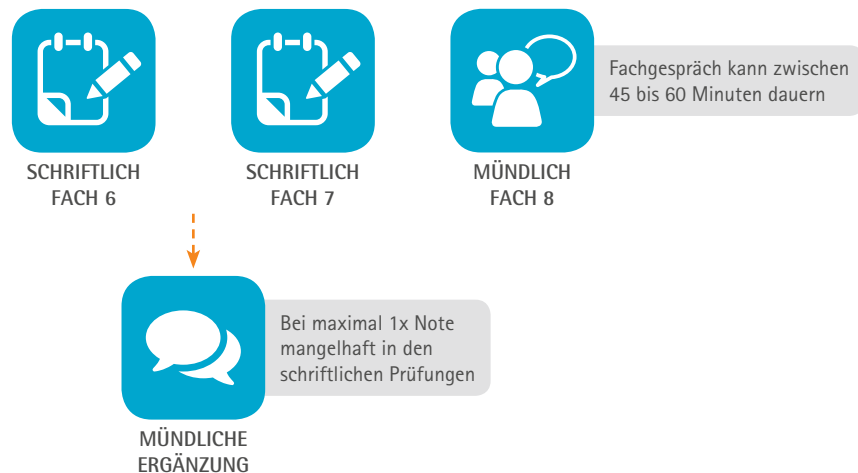 SCHRIFTLICH
FACH 6
SCHRIFTLICH
FACH 7
MÜNDLICH
FACH 8
Fachgespräch kann zwischen
45 bis 60 Minuten dauern
MÜNDLICHE
ERGÄNZUNG
Bei maximal 1x Note
mangelhaft in den
schriftlichen Prüfungen